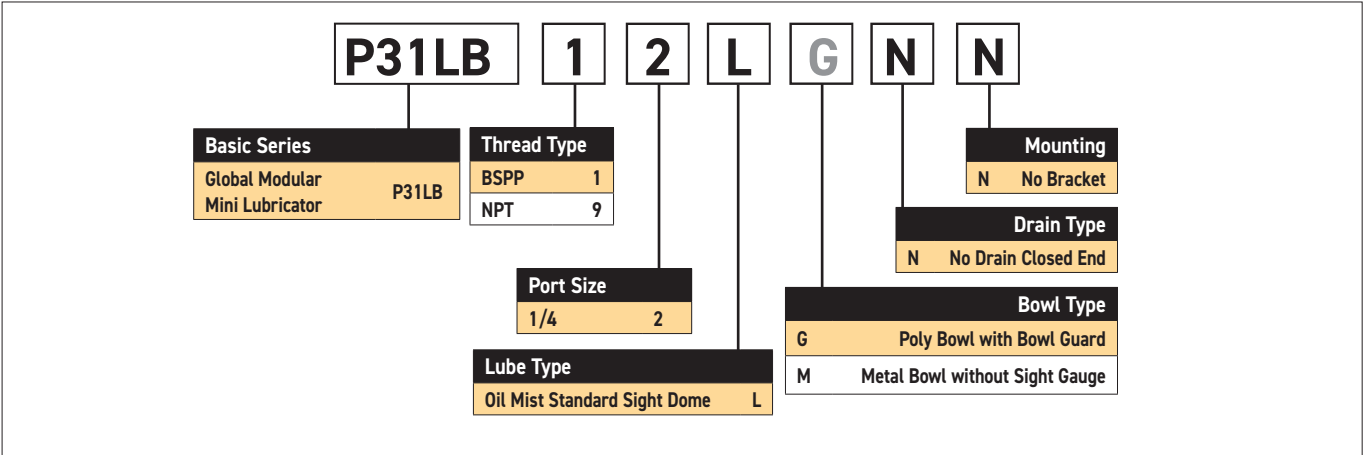 P31LB 1 2 L G N N
Basic Series
Global Modular
Mini Lubricator P31LB
Thread Type
BSPP 1
NPT 9
Mounting
N No Bracket
Drain Type
N No Drain Closed End
Port Size
1/4 2
Bowl Type
G Poly Bowl with Bowl Guard
M Metal Bowl without Sight Gauge
Lube Type
Oil Mist Standard Sight Dome L